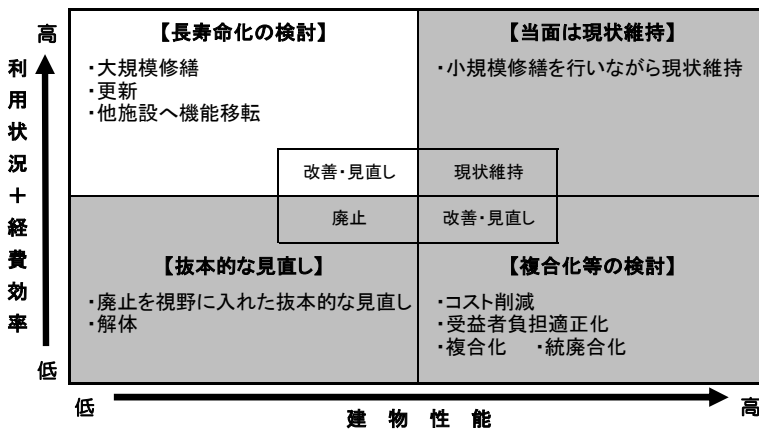 高
利用状況＋経費効率
低
【長寿命化の検討】
・大規模修繕
・更新
・他施設へ機能移転
【当面は現状維持】
・小規模修繕を行いながら現状維持
改善・見直し
現状維持
廃止
改善・見直し
【抜本的な見直し】
・廃止を視野に入れた抜本的な見直し
・解体
【複合化等の検討】
・コスト削減
・受益者負担適正化
・複合化　・統廃合化
低
建物性能
高